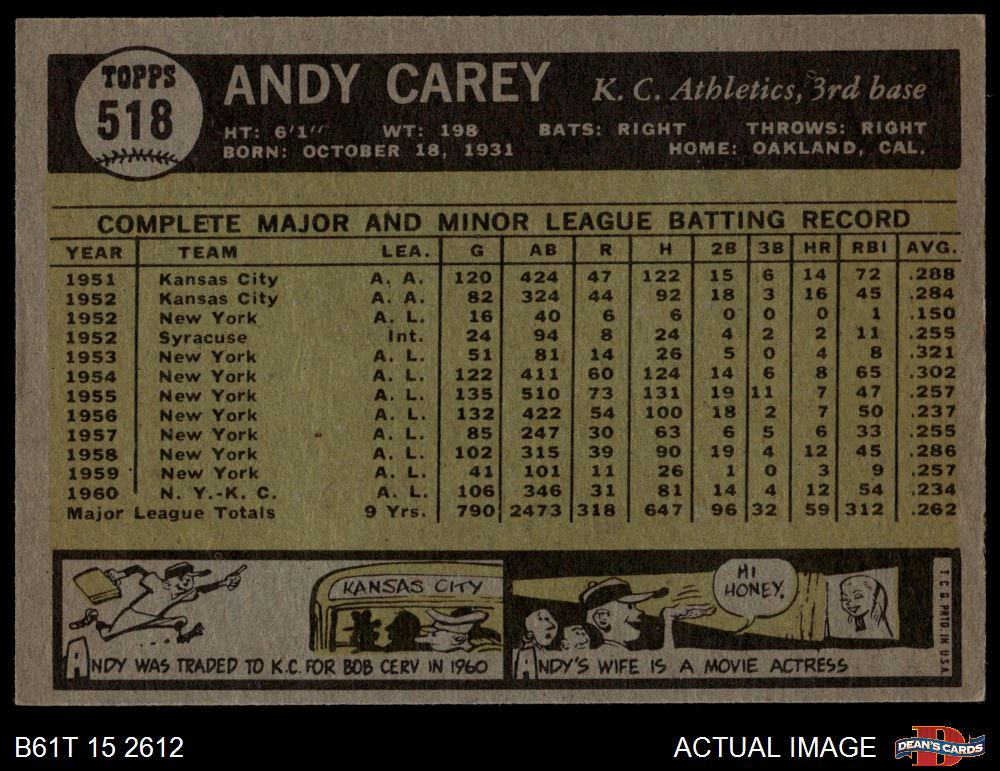 TOPPS
518
ANDY CAREY K. C. Athletics, 3rd base
HT: 6'1" WT: 198 BATS: RIGHT THROWS: RIGHT
BORN: OCTOBER 18, 1931 HOME: OAKLAND, CAL.
COMPLETE MAJOR AND MINOR LEAGUE BATTING RECORD
YEAR TEAM LEA. G AB R H 2B 3B HR RBI AVG.
1951 Kansas City A. A. 120 424 47 122 15 6 14 72 .288
1952 Kansas City A. A. 82 324 44 92 18 3 16 45 .284
1952 New York A. L. 16 40 6 6 0 0 0 1 .150
1952 Syracuse Int. 24 94 8 24 4 2 2 11 .255
1953 New York A. L. 51 81 14 26 5 0 4 8 .321
1954 New York A. L. 122 411 60 124 14 6 8 65 .302
1955 New York A. L. 135 510 73 131 19 11 7 47 .257
1956 New York A. L. 132 422 54 100 18 2 7 50 .237
1957 New York A. L. 85 247 30 63 6 5 6 33 .255
1958 New York A. L. 102 315 39 90 19 4 12 45 .286
1959 New York A. L. 41 101 11 26 1 0 3 9 .257
1960 N. Y.-K. C. A. L. 106 346 31 81 14 4 12 54 .234
Major League Totals 9 Yrs. 790 2473 318 647 96 32 59 312 .262
KANSAS CITY
ANDY WAS TRADED TO K.C. FOR BOB CERV IN 1960
HI
HONEY.
ANDY'S WIFE IS A MOVIE ACTRESS
T.C.G. PRTD. IN U.S.A.
B61T 15 2612 ACTUAL IMAGE
DEAN'S CARDS